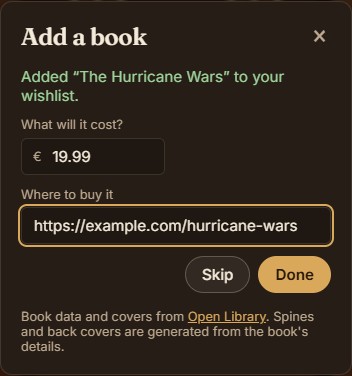 Add a book
×
Added “The Hurricane Wars” to your
wishlist.
What will it cost?
€ 19.99
Where to buy it
https://example.com/hurricane-wars
Skip Done
Book data and covers from Open Library. Spines
and back covers are generated from the book's
details.